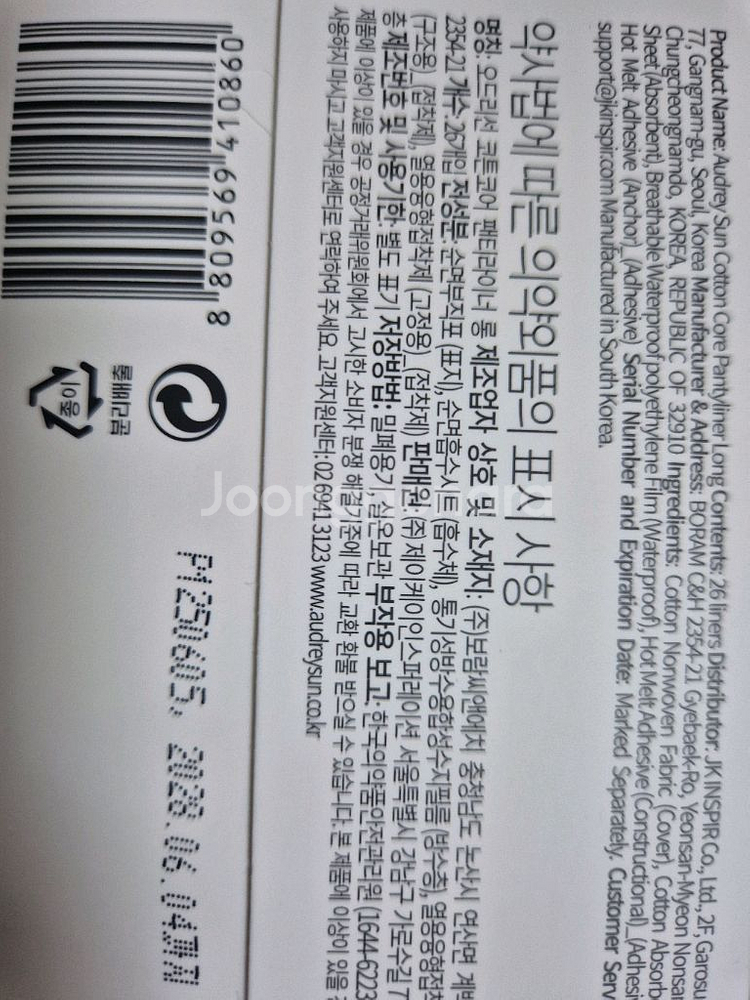 Product Name: Audrey Sun Cotton Core Pantyliner Long Contents: 26 liners Distributor: JK INSPIR Co., Ltd., 2F, Garosu
77, Gangnam-gu, Seoul, Korea Manufacturer & Address: BORAM C&H 2354-21 Gyebaek-Ro, Yeonsan-Myeon Nonsa
Chungcheongnamdo, KOREA, REPUBLIC OF 32910 Ingredients: Cotton Nonwoven Fabric (Cover), Cotton Absorb
Sheet (Absorbent), Breathable Waterproof polyethylene Film (Waterproof), Hot Melt Adhesive (Constructional)_(Adhesi
Hot Melt Adhesive (Anchor)_(Adhesive) Serial Number and Expiration Date: Marked Separately. Customer Serv
support@jkinspir.com Manufactured in South Korea.
약사법에 따른 의약외품의 표시 사항
명칭: 오드리선 코튼코어 팬티라이너 롱 제조업자 상호 및 소재지: (주)보람씨앤에치 충청남도 논산시 연산면 계백
2354-21 개수: 26개입 전성분: 순면부직포 (표지), 순면흡수시트 (흡수체), 통기성방수용합성수지필름 (방수층), 열용융형접착
(구조용)_(접착제), 열용융형접착제 (고정용)_(접착제) 판매원 (주)제이케이인스퍼레이션 서울특별시 강남구 가로수길 7
층 제조번호 및 사용기한: 별도 표기 저장방법: 밀폐용기, 실온보관 부작용 보고: 한국의약품안전관리원 (1644-6223
제품에 이상이 있을 경우 공정거래위원회에서 고시한 소비자 분쟁 해결기준에 따라 교환 환불 받으실 수 있습니다. 본 제품에 이상이 있을
사용하지 마시고 고객지원센터로 연락하여 주세요. 고객지원센터: 02 6941 3123 www.audreysun.co.kr
8 809566 410860
몰배리굼
이종
P1250605, 2028.06.04까지
Joongna